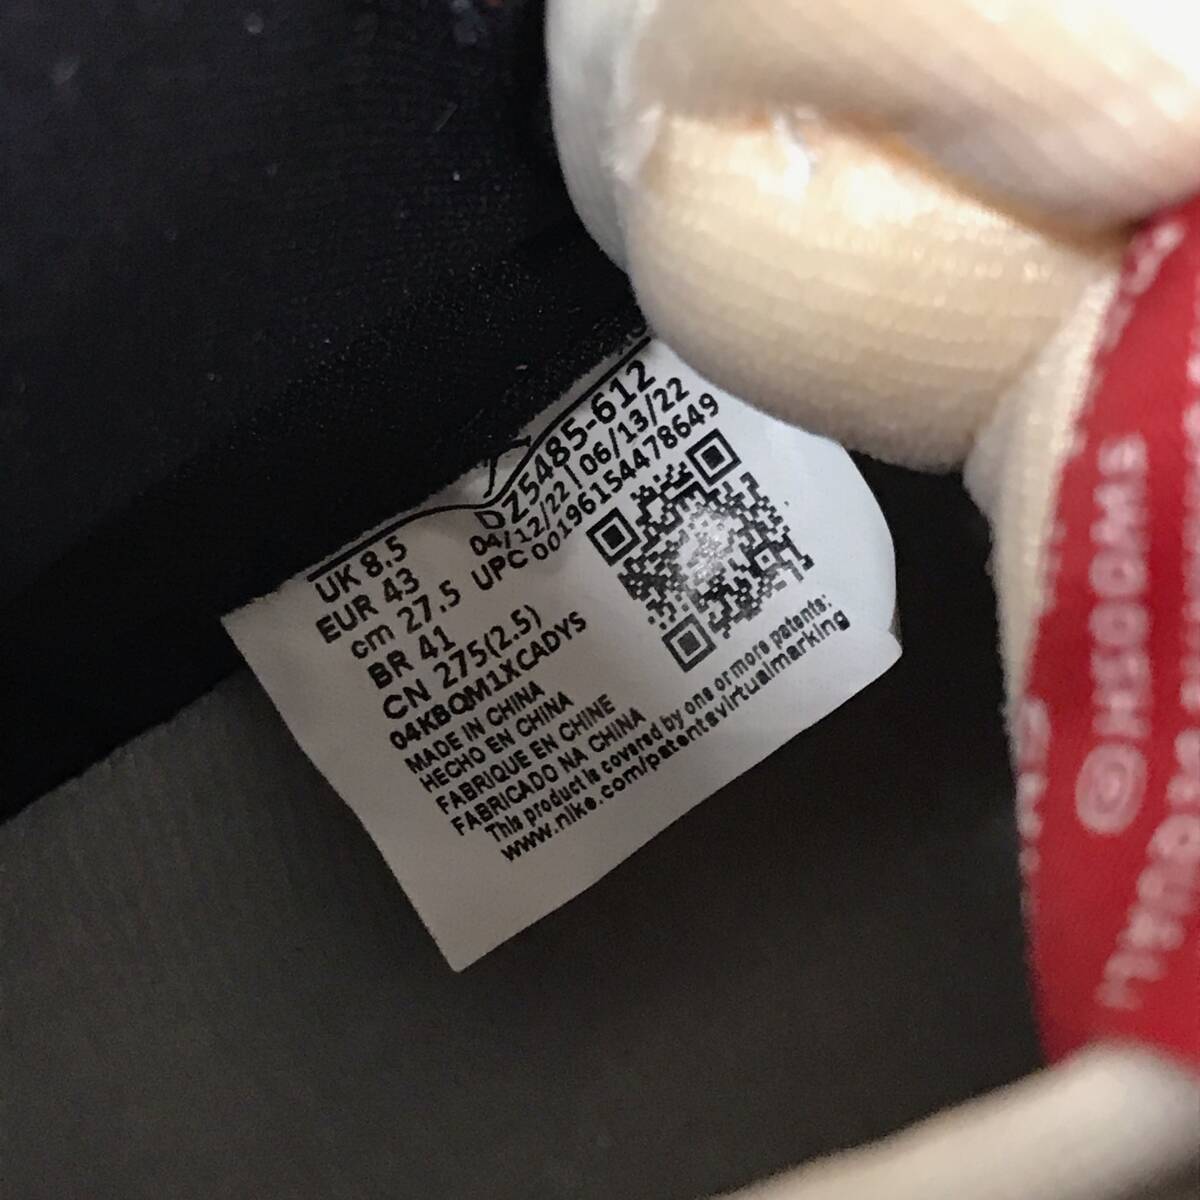 UK 8.5
EUR 43
cm 27.5
BR 41
CN 275(2.5)
04KBQM1XCADYS
DZ5485-612
04/12/22 | 06/13/22
UPC 00196154478649
MADE IN CHINA
HECHO EN CHINA
FABRIQUE EN CHINE
FABRICADO NA CHINA
This product is covered by one or more patents:
www.nike.com/patentsvirtualmarking